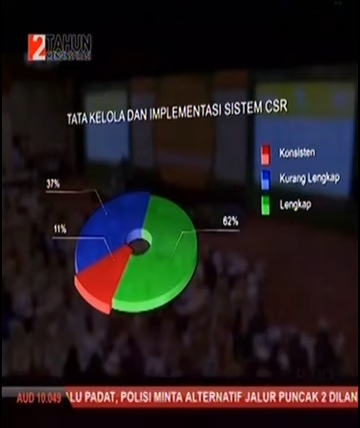 2 TAHUN
MENGINSPIRASI
TATA KELOLA DAN IMPLEMENTASI SISTEM CSR
Konsisten
37%
Kurang Lengkap
Lengkap
11%
62%
AUD 10.049 LU PADAT, POLISI MINTA ALTERNATIF JALUR PUNCAK 2 DILAN